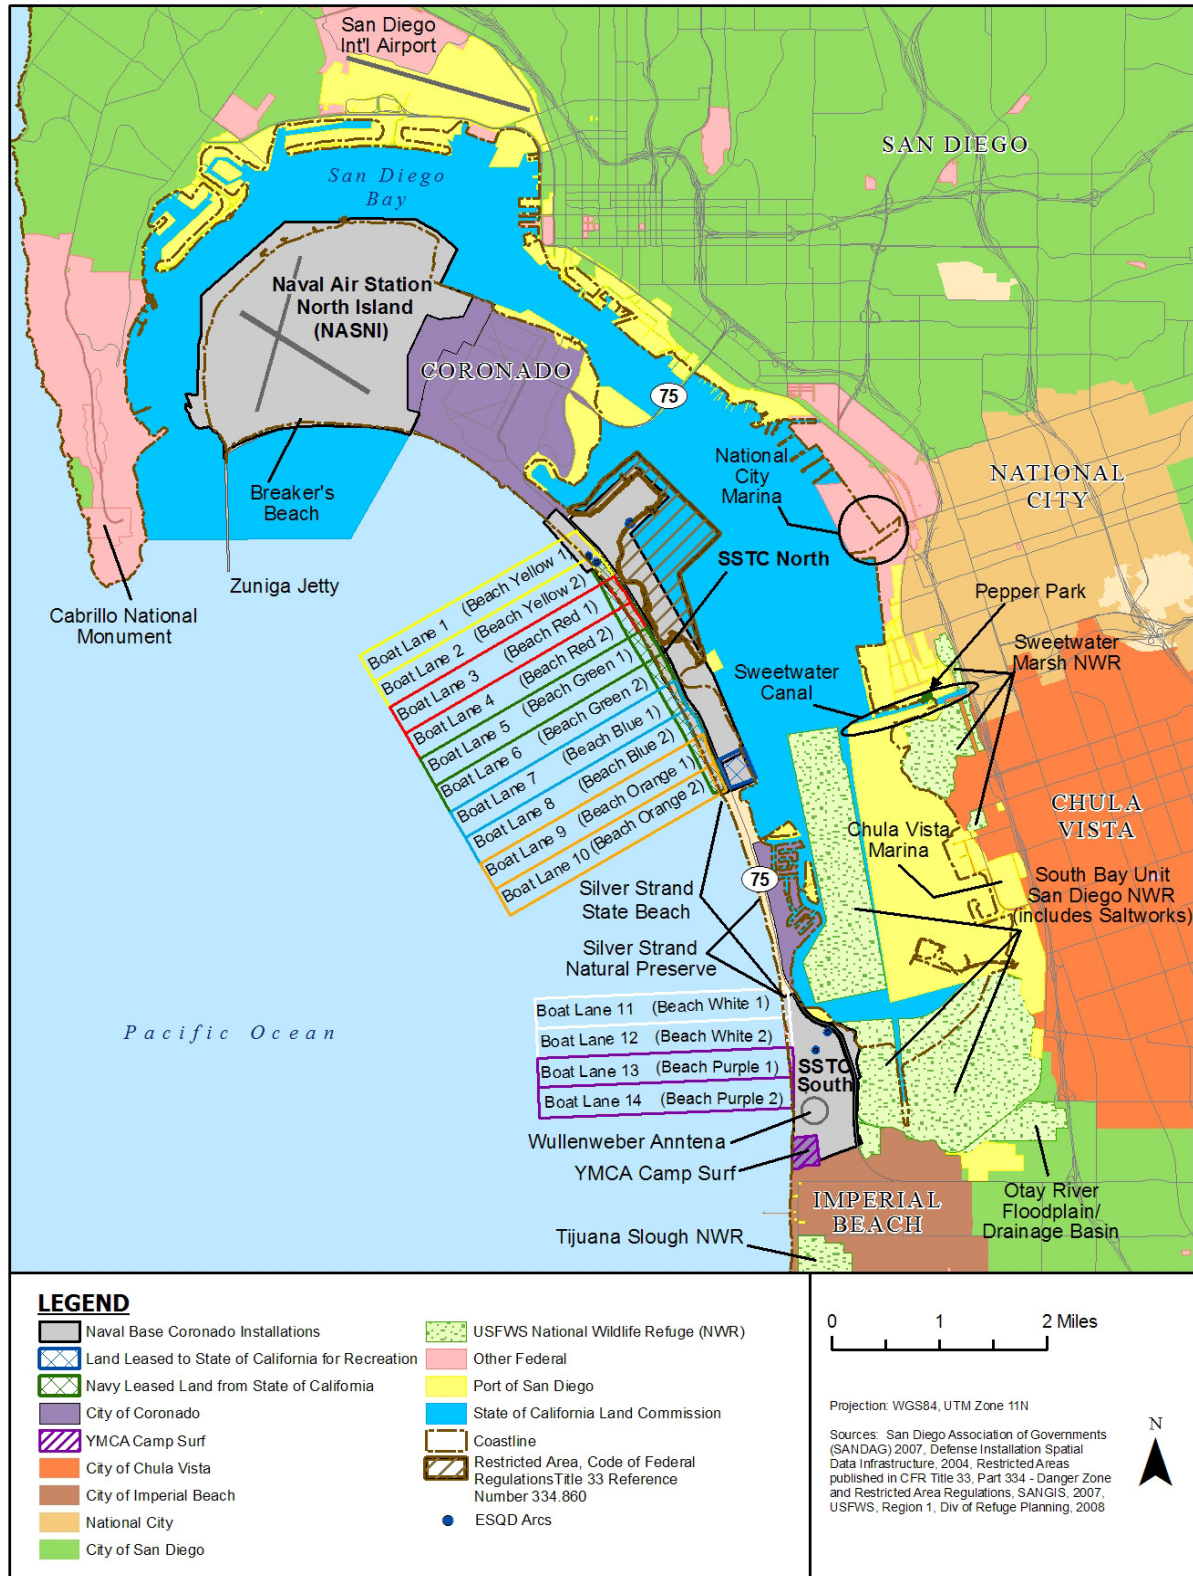 San Diego
Int'l Airport
SAN DIEGO
San Diego
Bay
Naval Air Station
North Island
(NASNI)
CORONADO
75
National
City
Marina
NATIONAL
CITY
Breaker's
Beach
SSTC North
Zuniga Jetty
Cabrillo National
Monument
Pepper Park
Sweetwater
Marsh NWR
Sweetwater
Canal
Boat Lane 1 (Beach Yellow 1)
Boat Lane 2 (Beach Yellow 2)
Boat Lane 3 (Beach Red 1)
Boat Lane 4 (Beach Red 2)
Boat Lane 5 (Beach Green 1)
Boat Lane 6 (Beach Green 2)
Boat Lane 7 (Beach Blue 1)
Boat Lane 8 (Beach Blue 2)
Boat Lane 9 (Beach Orange 1)
Boat Lane 10 (Beach Orange 2)
CHULA
VISTA
Chula Vista
Marina
75
South Bay Unit
San Diego NWR
(includes Saltworks)
Silver Strand
State Beach
Silver Strand
Natural Preserve
Pacific Ocean
Boat Lane 11 (Beach White 1)
Boat Lane 12 (Beach White 2)
Boat Lane 13 (Beach Purple 1)
Boat Lane 14 (Beach Purple 2)
SSTC
South
Wullenweber Anntena
YMCA Camp Surf
IMPERIAL
BEACH
Otay River
Floodplain/
Drainage Basin
Tijuana Slough NWR
LEGEND
Naval Base Coronado Installations
Land Leased to State of California for Recreation
Navy Leased Land from State of California
City of Coronado
YMCA Camp Surf
City of Chula Vista
City of Imperial Beach
National City
City of San Diego
USFWS National Wildlife Refuge (NWR)
Other Federal
Port of San Diego
State of California Land Commission
Coastline
Restricted Area, Code of Federal
RegulationsTitle 33 Reference
Number 334.860
ESQD Arcs
0 1 2 Miles
Projection: WGS84, UTM Zone 11N
Sources: San Diego Association of Governments
(SANDAG) 2007, Defense Installation Spatial
Data Infrastructure, 2004, Restricted Areas
published in CFR Title 33, Part 334 - Danger Zone
and Restricted Area Regulations, SANGIS, 2007,
USFWS, Region 1, Div of Refuge Planning, 2008
N